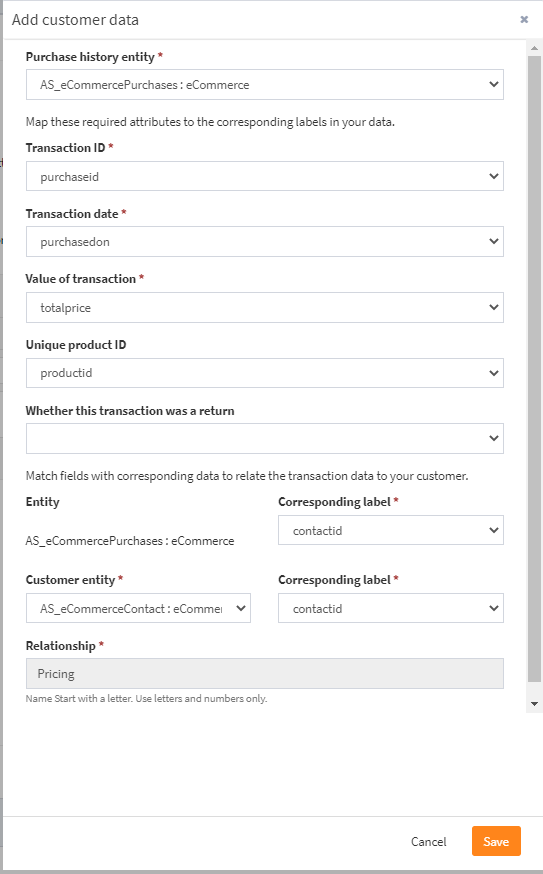 Add customer data
Purchase history entity *
AS_eCommercePurchases : eCommerce
Map these required attributes to the corresponding labels in your data.
Transaction ID *
purchaseid
Transaction date *
purchasedon
Value of transaction *
totalprice
Unique product ID
productid
Whether this transaction was a return
Match fields with corresponding data to relate the transaction data to your customer.
Entity
Corresponding label *
AS_eCommercePurchases : eCommerce
contactid
Customer entity *
Corresponding label *
AS_eCommerceContact : eComme
contactid
Relationship *
Pricing
Name Start with a letter. Use letters and numbers only.
Cancel
Save